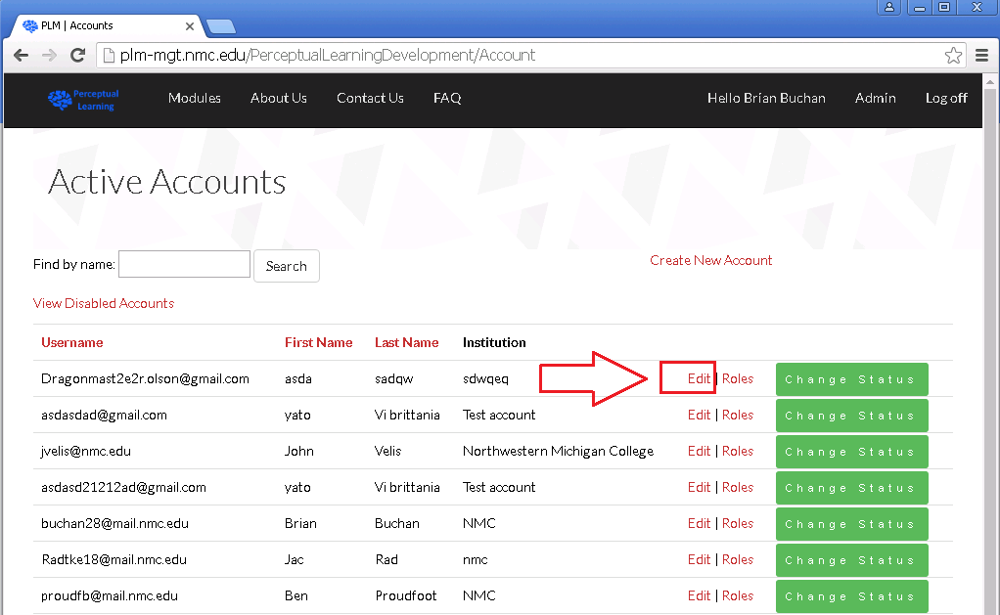 PLM | Accounts
plm-mgt.nmc.edu/PerceptualLearningDevelopment/Account
Perceptual Learning Modules About Us Contact Us FAQ Hello Brian Buchan Admin Log off
Active Accounts
Find by name: Search Create New Account
View Disabled Accounts
Username First Name Last Name Institution
Dragonmast2e2r.olson@gmail.com asda sadqw sdwqeq Edit | Roles Change Status
asdasdad@gmail.com yato Vi brittania Test account Edit | Roles Change Status
jvelis@nmc.edu John Velis Northwestern Michigan College Edit | Roles Change Status
asdasd21212ad@gmail.com yato Vi brittania Test account Edit | Roles Change Status
buchan28@mail.nmc.edu Brian Buchan NMC Edit | Roles Change Status
Radtke18@mail.nmc.edu Jac Rad nmc Edit | Roles Change Status
proudfb@mail.nmc.edu Ben Proudfoot NMC Edit | Roles Change Status